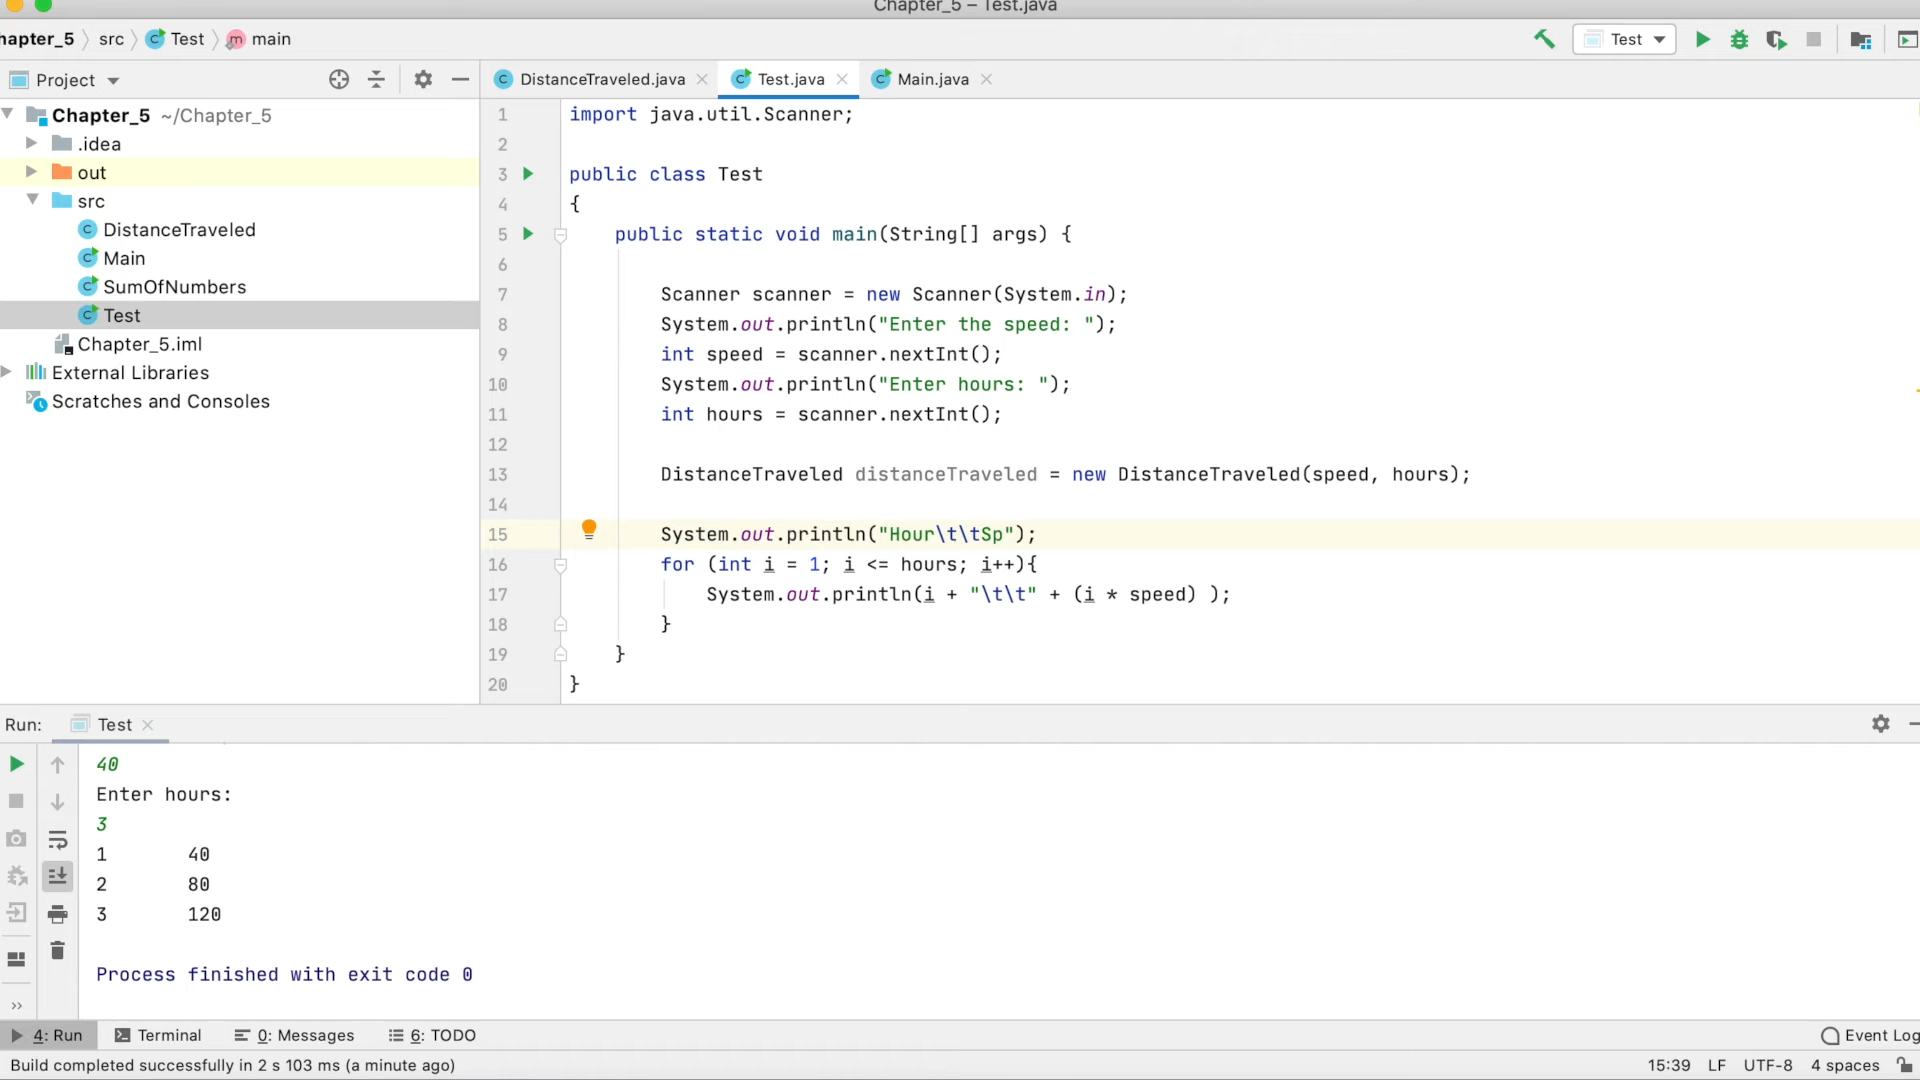 Chapter_5 – Test.java
hapter_5 src Test m main
Test
Project
DistanceTraveled.java Test.java Main.java
Chapter_5 ~/Chapter_5
.idea
out
src
C DistanceTraveled
C Main
C SumOfNumbers
C Test
Chapter_5.iml
External Libraries
Scratches and Consoles
1 import java.util.Scanner;
2
3 public class Test
4 {
5 public static void main(String[] args) {
6
7 Scanner scanner = new Scanner(System.in);
8 System.out.println("Enter the speed: ");
9 int speed = scanner.nextInt();
10 System.out.println("Enter hours: ");
11 int hours = scanner.nextInt();
12
13 DistanceTraveled distanceTraveled = new DistanceTraveled(speed, hours);
14
15 System.out.println("Hour\t\tSp");
16 for (int i = 1; i <= hours; i++){
17 System.out.println(i + "\t\t" + (i * speed) );
18 }
19 }
20 }
Run: Test
40
Enter hours:
3
1 40
2 80
3 120
Process finished with exit code 0
4: Run Terminal 0: Messages 6: TODO Event Log
Build completed successfully in 2 s 103 ms (a minute ago) 15:39 LF UTF-8 4 spaces